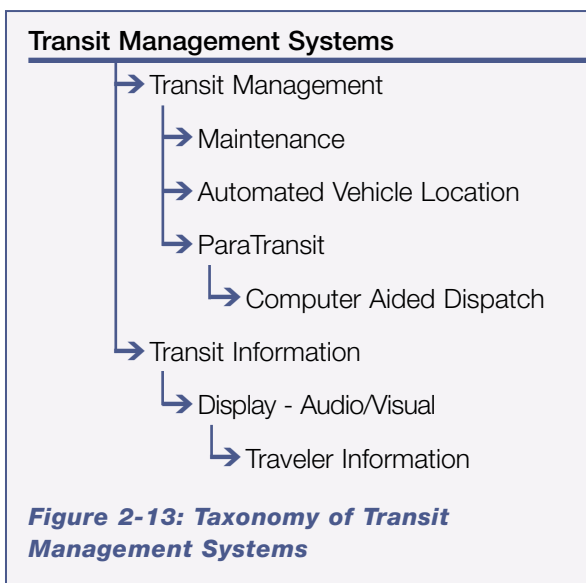 Transit Management Systems
Transit Management
Maintenance
Automated Vehicle Location
ParaTransit
Computer Aided Dispatch
Transit Information
Display - Audio/Visual
Traveler Information
Figure 2-13: Taxonomy of Transit
Management Systems